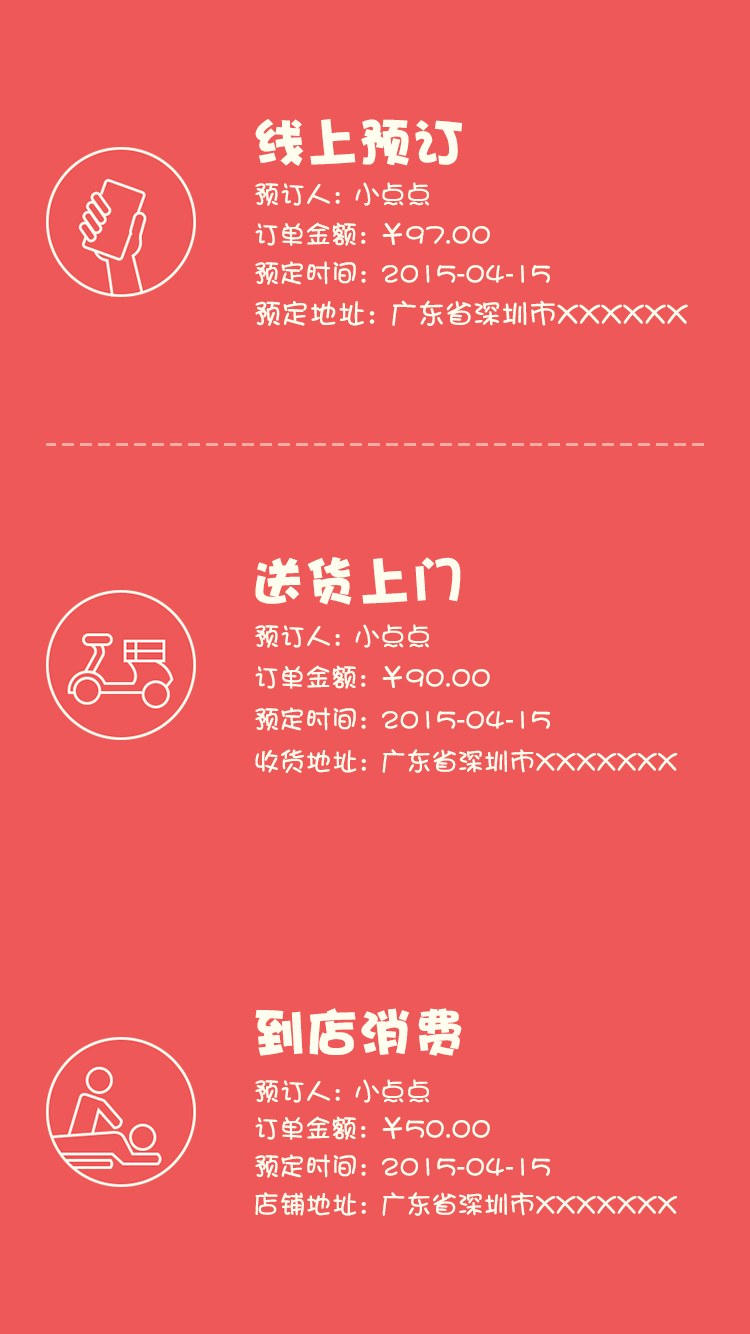 线上预订
预订人：小点点
订单金额：￥97.00
预定时间：2015-04-15
预定地址：广东省深圳市XXXXXX
送货上门
预订人：小点点
订单金额：￥90.00
预定时间：2015-04-15
收货地址：广东省深圳市XXXXXXX
到店消费
预订人：小点点
订单金额：￥50.00
预定时间：2015-04-15
店铺地址：广东省深圳市XXXXXXX